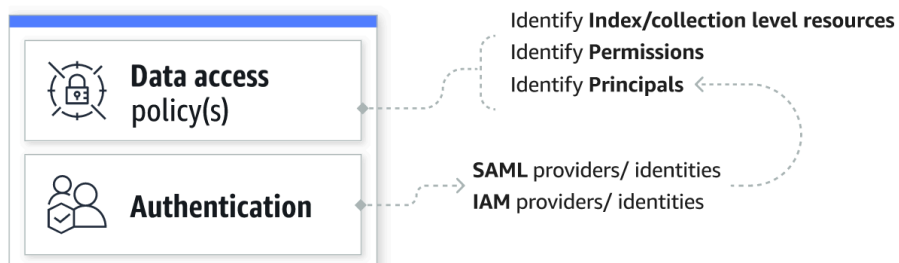 Identify Index/collection level resources
Identify Permissions
Identify Principals
Data access
policy(s)
SAML providers/ identities
IAM providers/ identities
Authentication